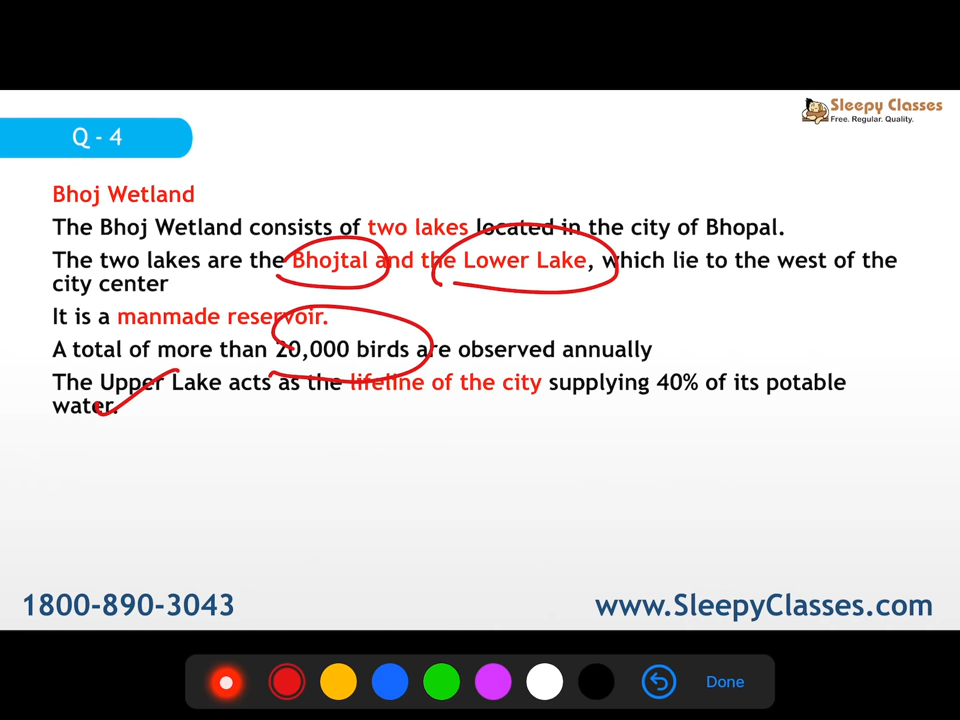 Sleepy Classes
Free. Regular. Quality.
Q - 4
Bhoj Wetland
The Bhoj Wetland consists of two lakes located in the city of Bhopal.
The two lakes are the Bhojtal and the Lower Lake, which lie to the west of the
city center
It is a manmade reservoir.
A total of more than 20,000 birds are observed annually
The Upper Lake acts as the lifeline of the city supplying 40% of its potable
water.
1800-890-3043
www.SleepyClasses.com
Done